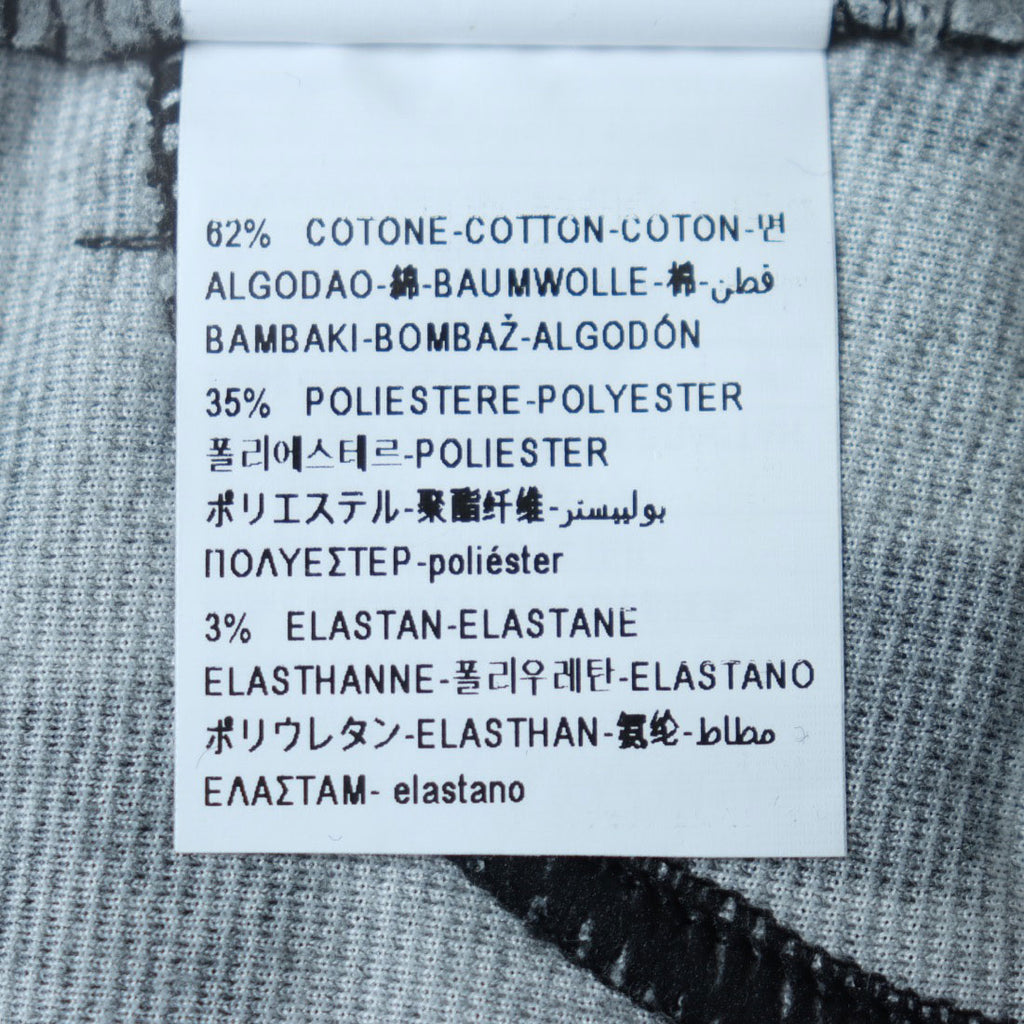 62% COTONE-COTTON-COTON-면
ALGODAO-綿-BAUMWOLLE-棉-قطن
BAMBAKI-BOMBAŽ-ALGODÓN
35% POLIESTERE-POLYESTER
폴리에스테르-POLIESTER
ポリエステル-聚酯纤维-بولييسنر
ΠΟΛΥΕΣΤΕΡ-poliéster
3% ELASTAN-ELASTANE
ELASTHANNE-폴리우레탄-ELASTANO
ポリウレタン-ELASTHAN-氨纶-مطاط
ΕΛΑΣΤΑΜ- elastano